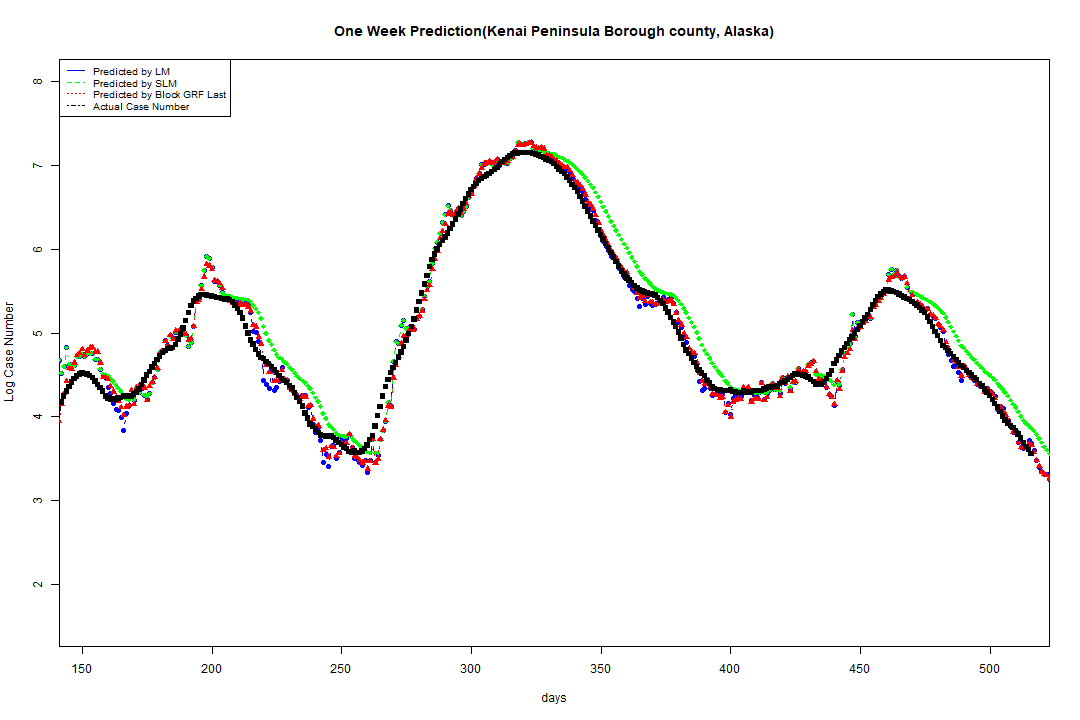 One Week Prediction(Kenai Peninsula Borough county, Alaska)
Predicted by LM
Predicted by SLM
Predicted by Block GRF Last
Actual Case Number
Log Case Number
8
7
6
5
4
3
2
150 200 250 300 350 400 450 500
days